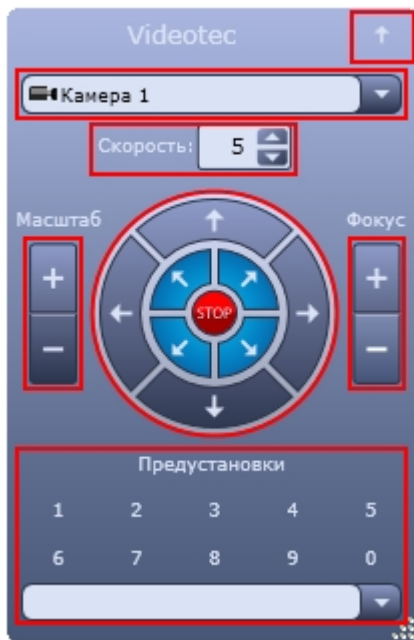 Videotec
Камера 1
Скорость: 5
Масштаб
Фокус
+ +
STOP
− −
Предустановки
1 2 3 4 5
6 7 8 9 0